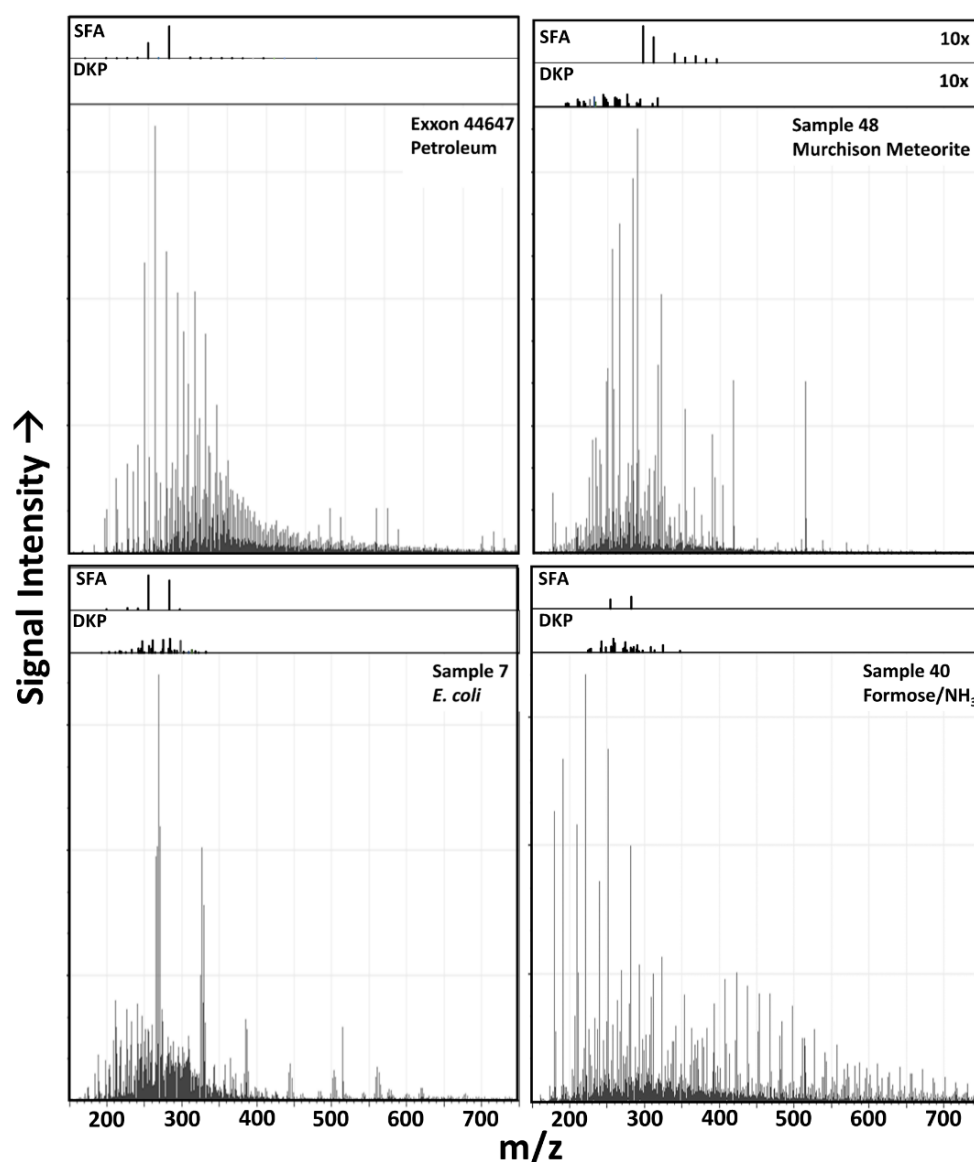 SFA
DKP
Exxon 44647
Petroleum
SFA 10x
DKP 10x
Sample 48
Murchison Meteorite
SFA
DKP
Sample 7
E. coli
SFA
DKP
Sample 40
Formose/NH₃
Signal Intensity →
200 300 400 500 600 700
200 300 400 500 600 700
m/z